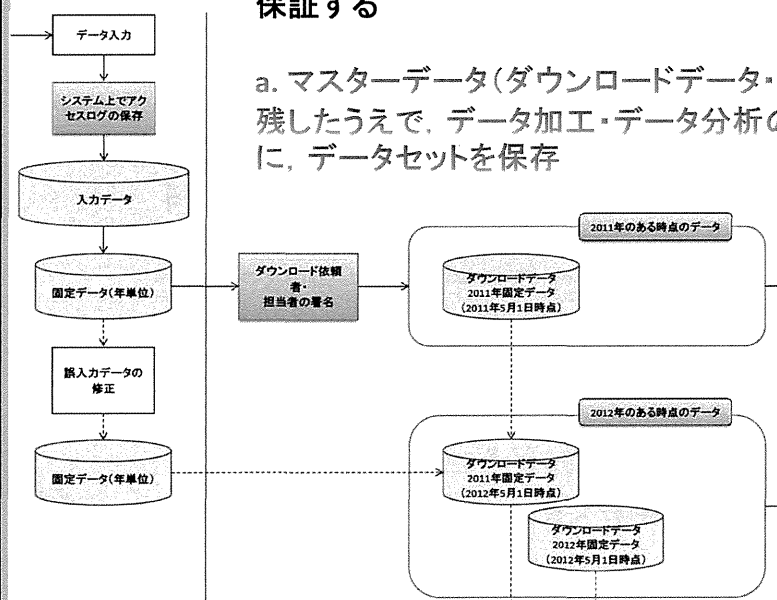 保証する
データ入力
a. マスターデータ(ダウンロードデータ・
システム上でアク
セスログの保存
残したうえで, データ加工・データ分析の
に, データセットを保存
入力データ
2011年のある時点のデータ
固定データ(年単位)
ダウンロード依頼
者・
担当者の署名
ダウンロードデータ
2011年固定データ
(2011年5月1日時点)
誤入力データの
修正
2012年のある時点のデータ
固定データ(年単位)
ダウンロードデータ
2011年固定データ
(2012年5月1日時点)
ダウンロードデータ
2012年固定データ
(2012年5月1日時点)